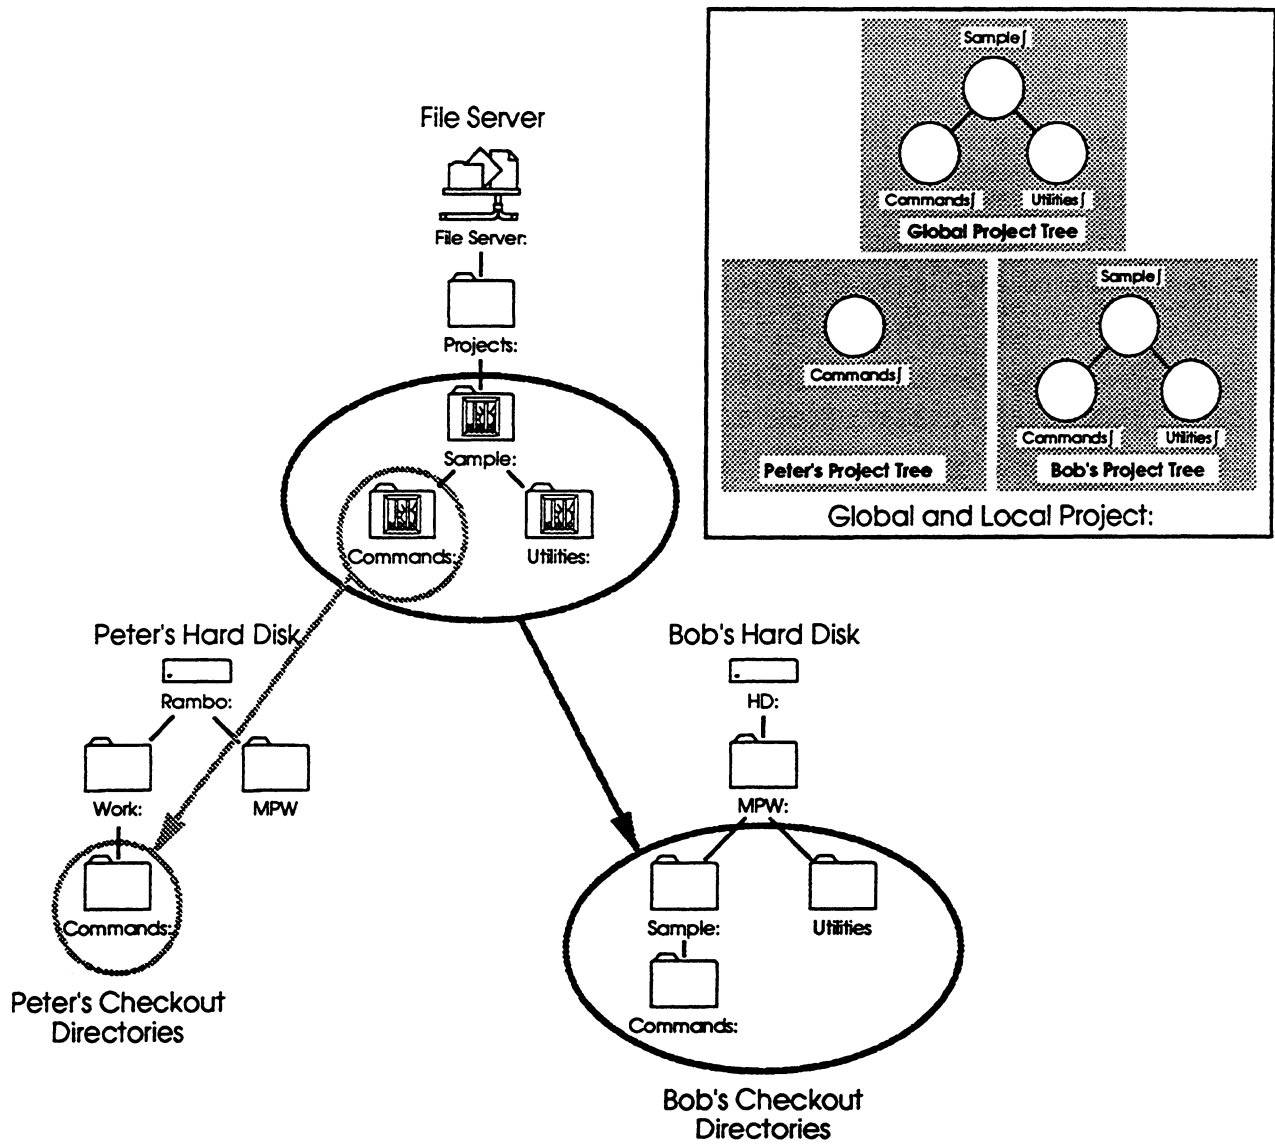 File Server
File Server:
Projects:
Sample:
Commands:
Utilities:
Sample∫
Commands∫
Utilities∫
Global Project Tree
Commands∫
Peter's Project Tree
Sample∫
Commands∫
Utilities∫
Bob's Project Tree
Global and Local Project:
Peter's Hard Disk
Rambo:
Work:
MPW
Commands:
Peter's Checkout
Directories
Bob's Hard Disk
HD:
MPW:
Sample:
Utilities
Commands:
Bob's Checkout
Directories